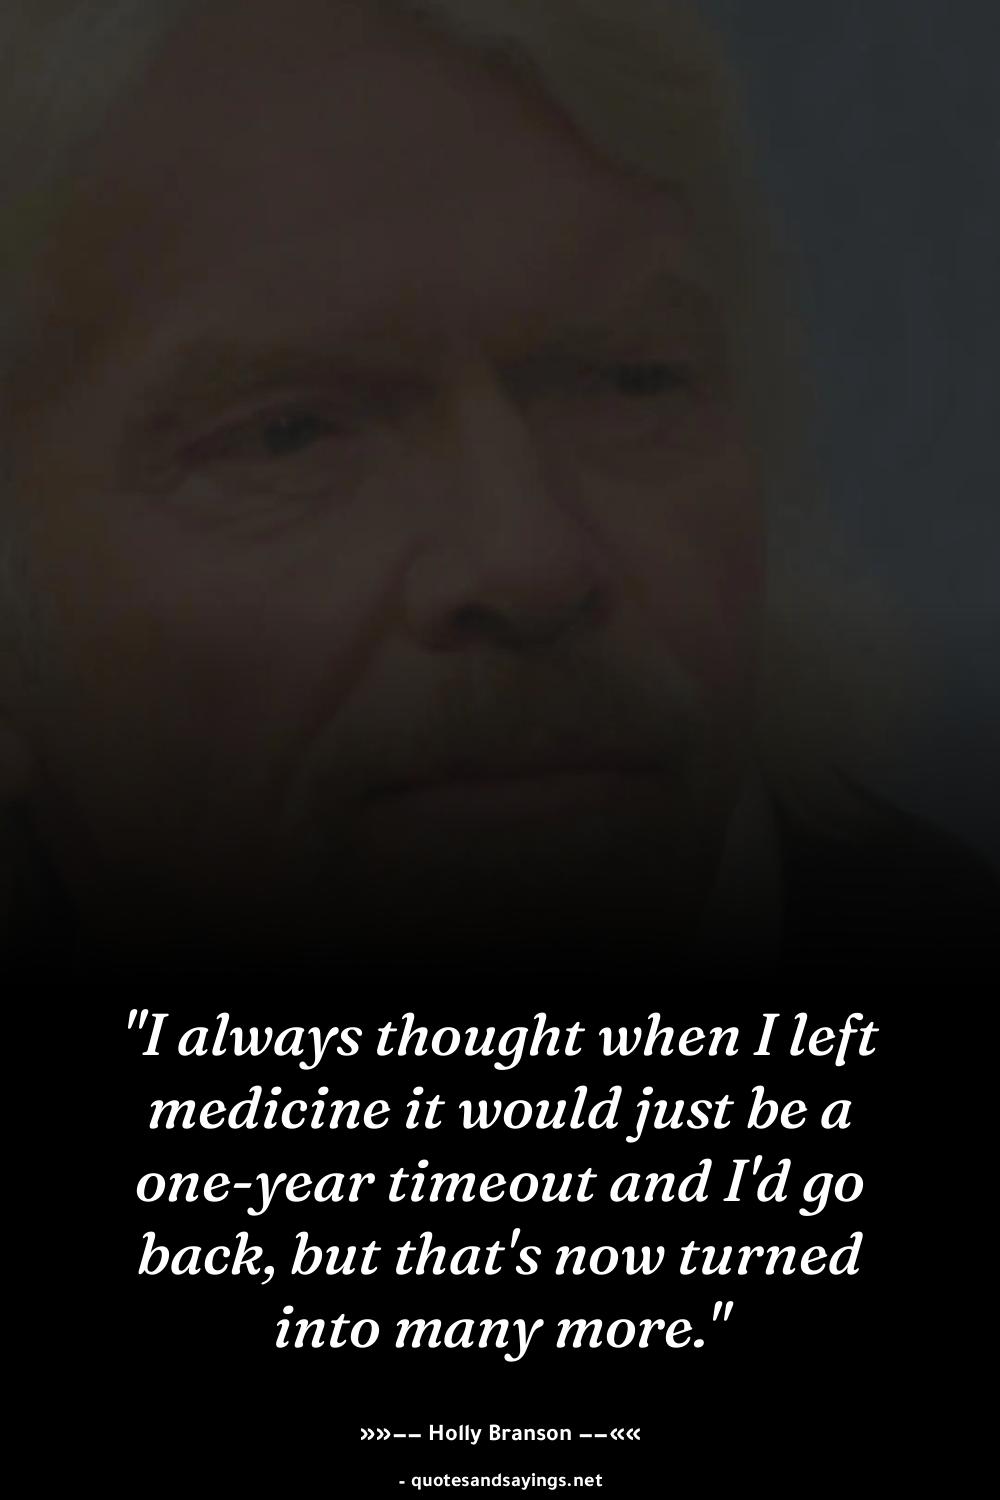 "I always thought when I left
medicine it would just be a
one-year timeout and I'd go
back, but that's now turned
into many more."
»»−− Holly Branson −−««
- quotesandsayings.net